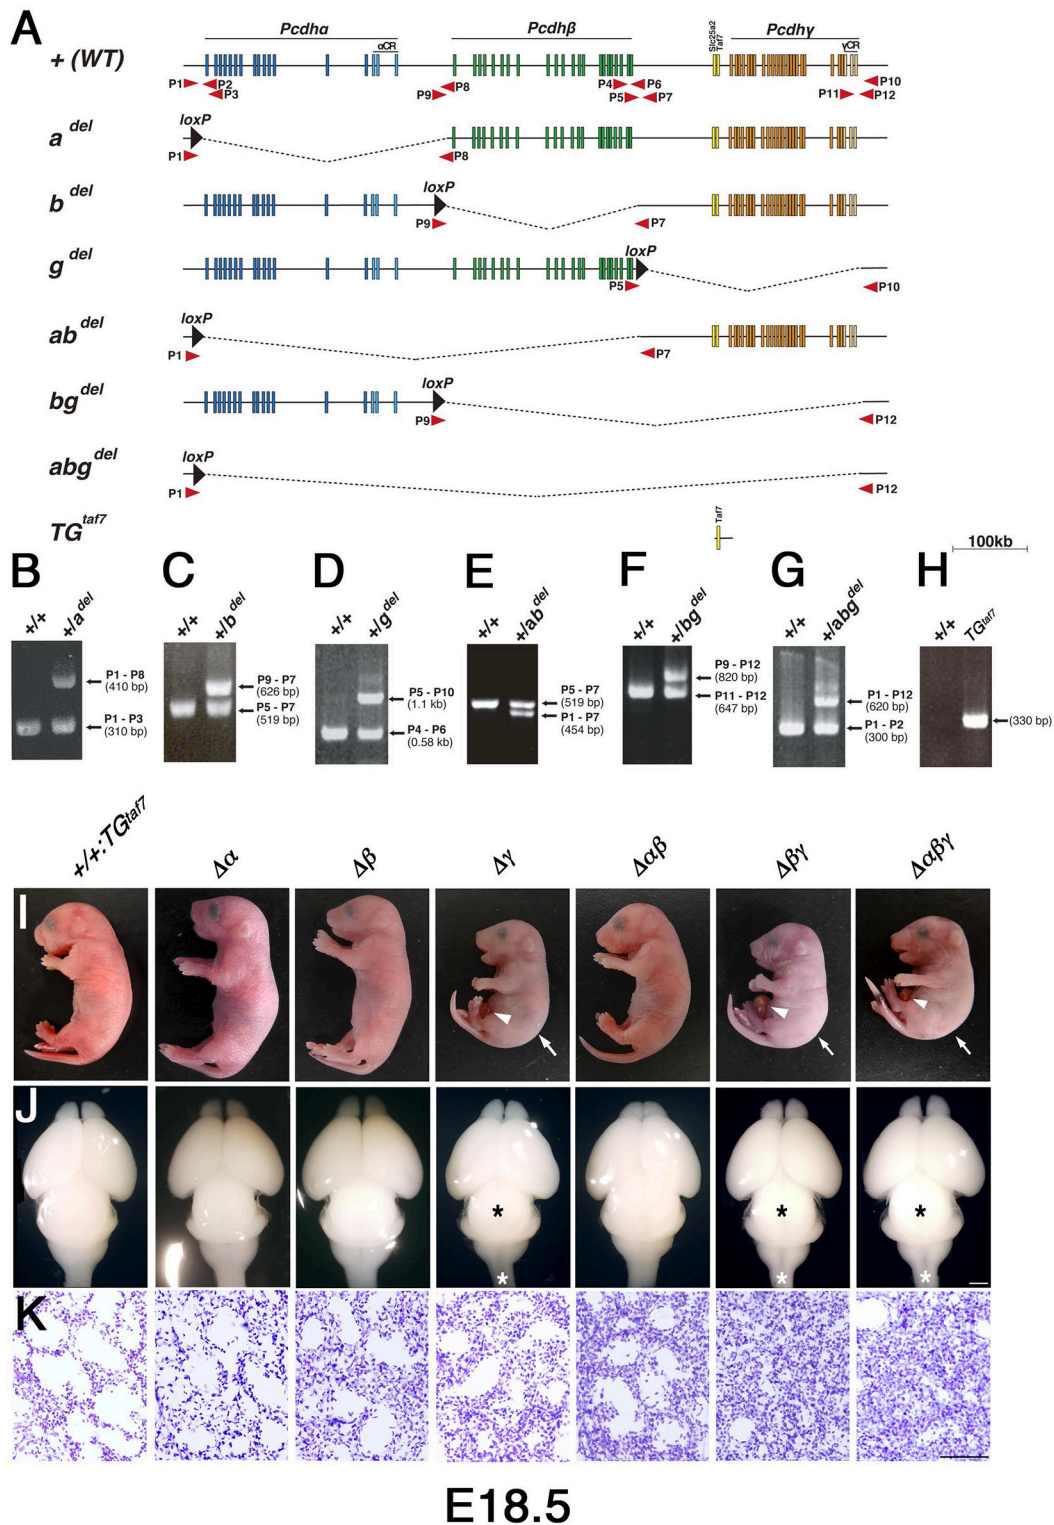 A
Pcdhα Pcdhβ Slc25a2 Taf7 Pcdhγ
αCR γCR
+ (WT)
P1 P2 P3 P9 P8 P4 P6 P5 P7 P11 P10 P12
loxP
a del
P1 P8
loxP
b del
P9 P7
loxP
g del
P5 P10
loxP
ab del
P1 P7
loxP
bg del
P9 P12
loxP
abg del
P1 P12
TG taf7
Taf7
100kb
B
+/+ +/a del
P1 - P8
(410 bp)
P1 - P3
(310 bp)
C
+/+ +/b del
P9 - P7
(626 bp)
P5 - P7
(519 bp)
D
+/+ +/g del
P5 - P10
(1.1 kb)
P4 - P6
(0.58 kb)
E
+/+ +/ab del
P5 - P7
(519 bp)
P1 - P7
(454 bp)
F
+/+ +/bg del
P9 - P12
(820 bp)
P11 - P12
(647 bp)
G
+/+ +/abg del
P1 - P12
(620 bp)
P1 - P2
(300 bp)
H
+/+ TG taf7
(330 bp)
+/+:TG taf7 Δα Δβ Δγ Δαβ Δβγ Δαβγ
I
J
* * *
* * *
K
E18.5